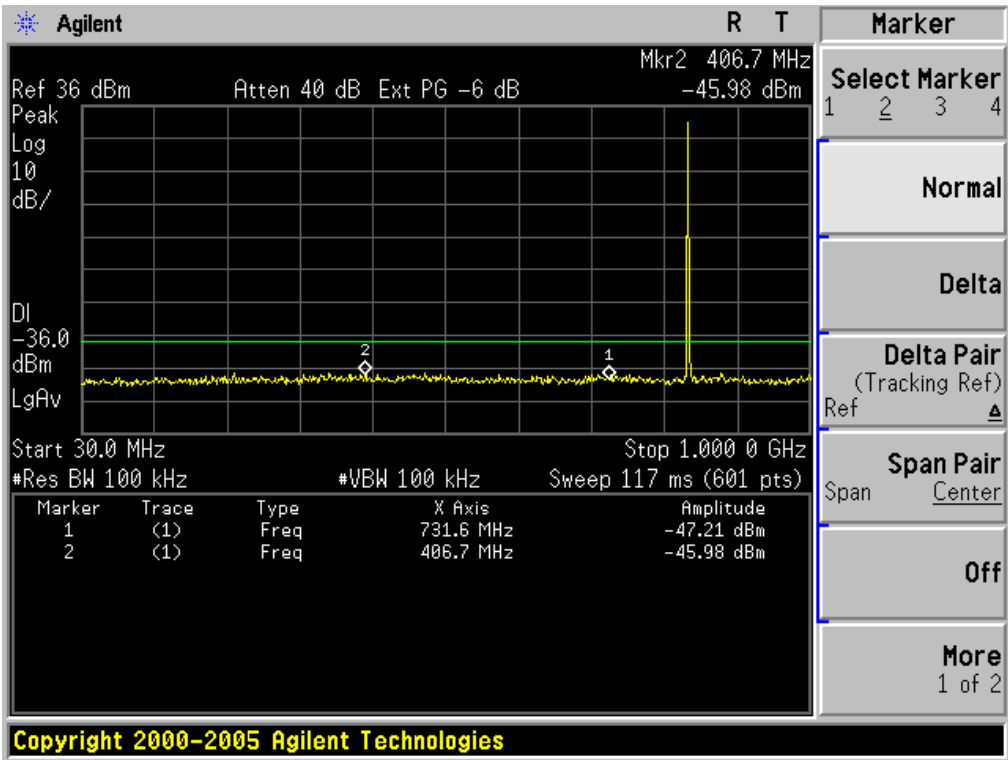 Agilent R T
Mkr2 406.7 MHz
Ref 36 dBm Atten 40 dB Ext PG -6 dB -45.98 dBm
Peak
Log
10
dB/
DI
-36.0
dBm
LgAv
2
1
Start 30.0 MHz Stop 1.000 0 GHz
#Res BW 100 kHz #VBW 100 kHz Sweep 117 ms (601 pts)
Marker Trace Type X Axis Amplitude
1 (1) Freq 731.6 MHz -47.21 dBm
2 (1) Freq 406.7 MHz -45.98 dBm
Marker
Select Marker
1 2 3 4
Normal
Delta
Delta Pair
(Tracking Ref)
Ref Δ
Span Pair
Span Center
Off
More
1 of 2
Copyright 2000-2005 Agilent Technologies